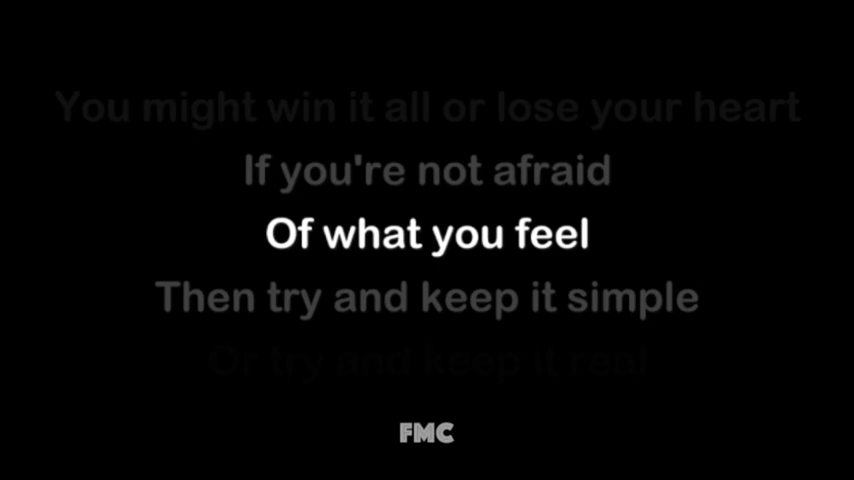 You might win it all or lose your heart
If you're not afraid
Of what you feel
Then try and keep it simple
Or try and keep it real
FMC